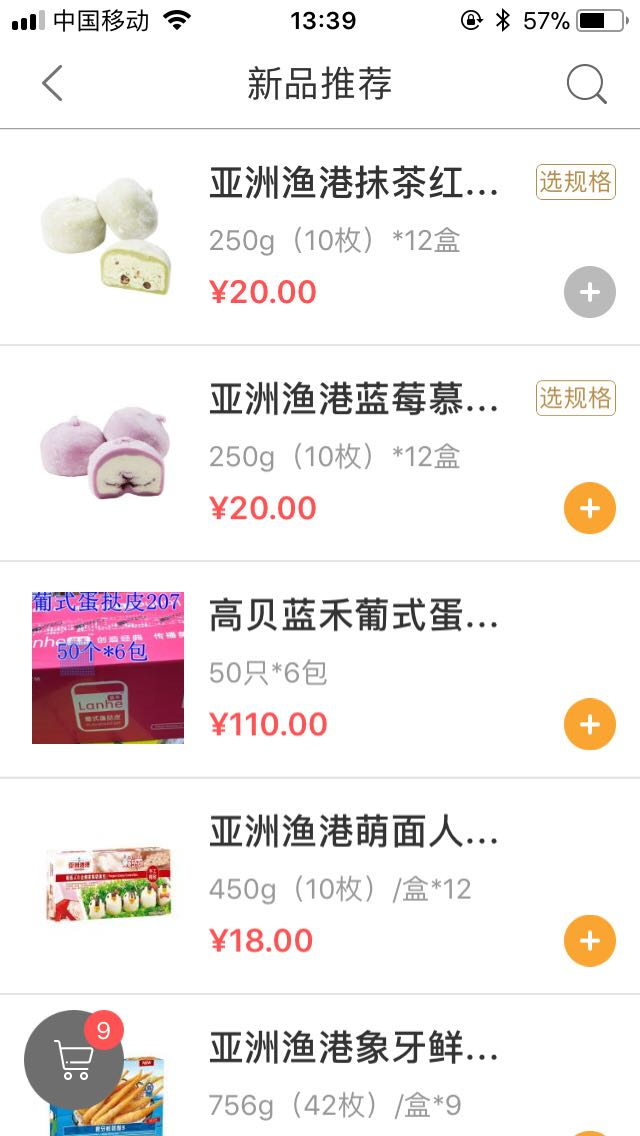 中国移动
13:39
57%
新品推荐
亚洲渔港抹茶红...
选规格
250g（10枚）*12盒
¥20.00
亚洲渔港蓝莓慕...
选规格
250g（10枚）*12盒
¥20.00
葡式蛋挞皮207
50个*6包
Lanhe
葡式蛋挞皮
高贝蓝禾葡式蛋...
50只*6包
¥110.00
亚洲渔港
亚洲渔港萌面人...
450g（10枚）/盒*12
¥18.00
9
亚洲渔港象牙鲜...
756g（42枚）/盒*9